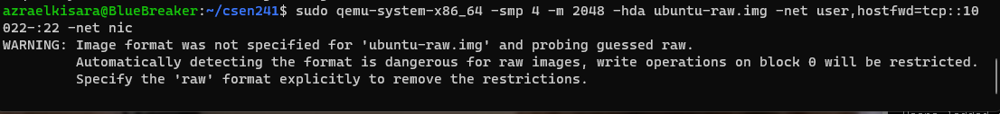 azraelkisara@BlueBreaker:~/csen241$ sudo qemu-system-x86_64 -smp 4 -m 2048 -hda ubuntu-raw.img -net user,hostfwd=tcp::10
022-:22 -net nic
WARNING: Image format was not specified for 'ubuntu-raw.img' and probing guessed raw.
         Automatically detecting the format is dangerous for raw images, write operations on block 0 will be restricted.
         Specify the 'raw' format explicitly to remove the restrictions.